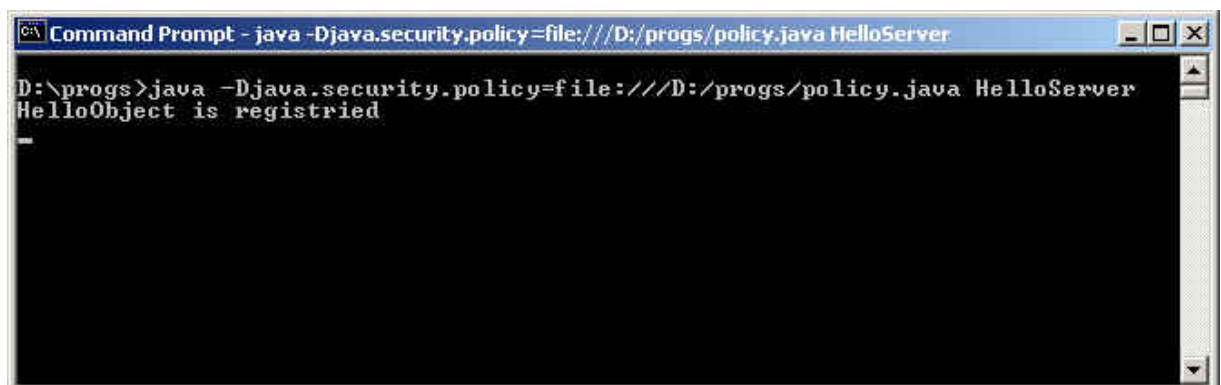 Command Prompt - java -Djava.security.policy=file:///D:/progs/policy.java HelloServer
D:\progs>java -Djava.security.policy=file:///D:/progs/policy.java HelloServer
HelloObject is registried